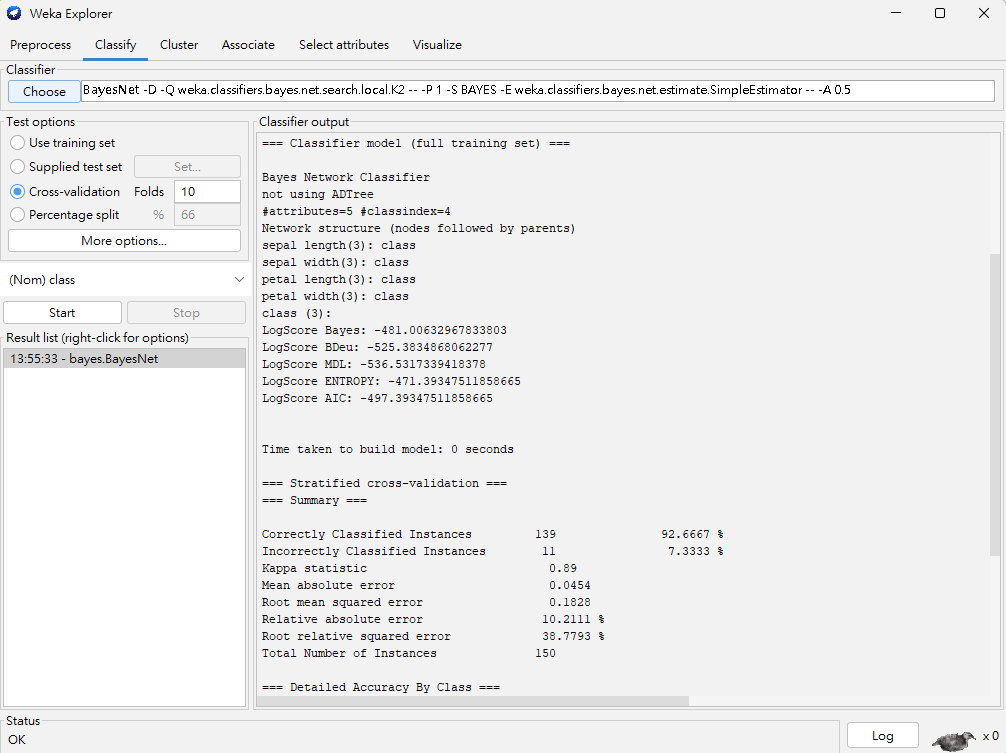 Weka Explorer
Preprocess Classify Cluster Associate Select attributes Visualize
Classifier
Choose BayesNet -D -Q weka.classifiers.bayes.net.search.local.K2 -- -P 1 -S BAYES -E weka.classifiers.bayes.net.estimate.SimpleEstimator -- -A 0.5
Test options
Use training set
Supplied test set Set...
Cross-validation Folds 10
Percentage split % 66
More options...
(Nom) class
Start Stop
Result list (right-click for options)
13:55:33 - bayes.BayesNet
Classifier output
=== Classifier model (full training set) ===
Bayes Network Classifier
not using ADTree
#attributes=5 #classindex=4
Network structure (nodes followed by parents)
sepal length(3): class
sepal width(3): class
petal length(3): class
petal width(3): class
class (3):
LogScore Bayes: -481.00632967833803
LogScore BDeu: -525.3834868062277
LogScore MDL: -536.5317339418378
LogScore ENTROPY: -471.39347511858665
LogScore AIC: -497.39347511858665
Time taken to build model: 0 seconds
=== Stratified cross-validation ===
=== Summary ===
Correctly Classified Instances 139 92.6667 %
Incorrectly Classified Instances 11 7.3333 %
Kappa statistic 0.89
Mean absolute error 0.0454
Root mean squared error 0.1828
Relative absolute error 10.2111 %
Root relative squared error 38.7793 %
Total Number of Instances 150
=== Detailed Accuracy By Class ===
Status
OK
Log x 0